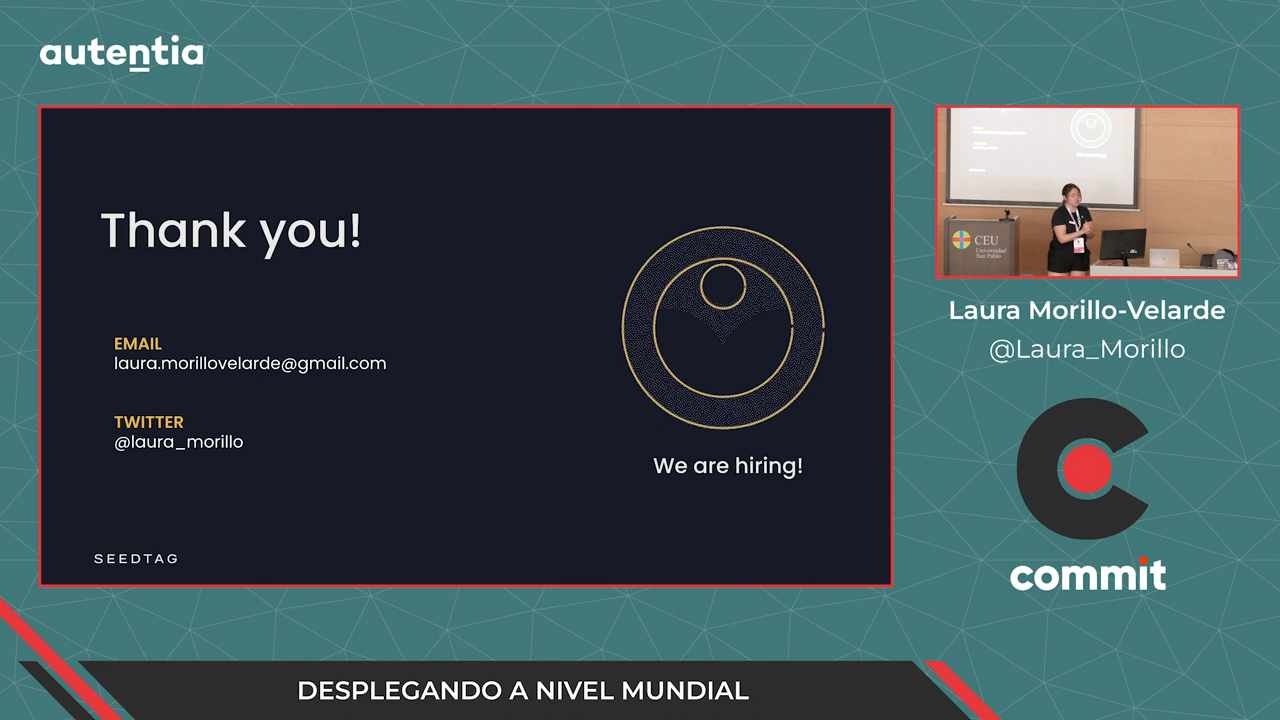 autentia
Thank you!
EMAIL
laura.morillovelarde@gmail.com
TWITTER
@laura_morillo
We are hiring!
SEEDTAG
CEU
Universidad
San Pablo
Laura Morillo-Velarde
@Laura_Morillo
commit
DESPLEGANDO A NIVEL MUNDIAL